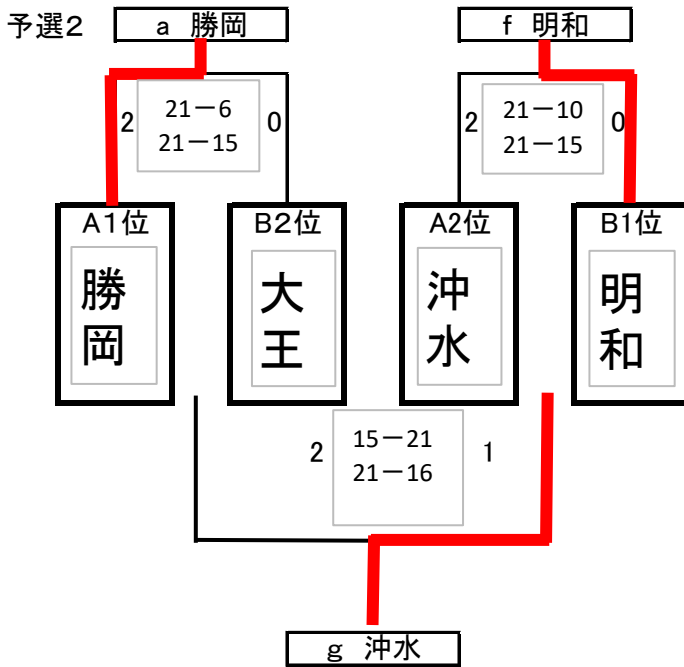 予選2
a 勝岡
f 明和
2
21－6
21－15
0
2
21－10
21－15
0
A1位
勝岡
B2位
大王
A2位
沖水
B1位
明和
2
15－21
21－16
1
g 沖水